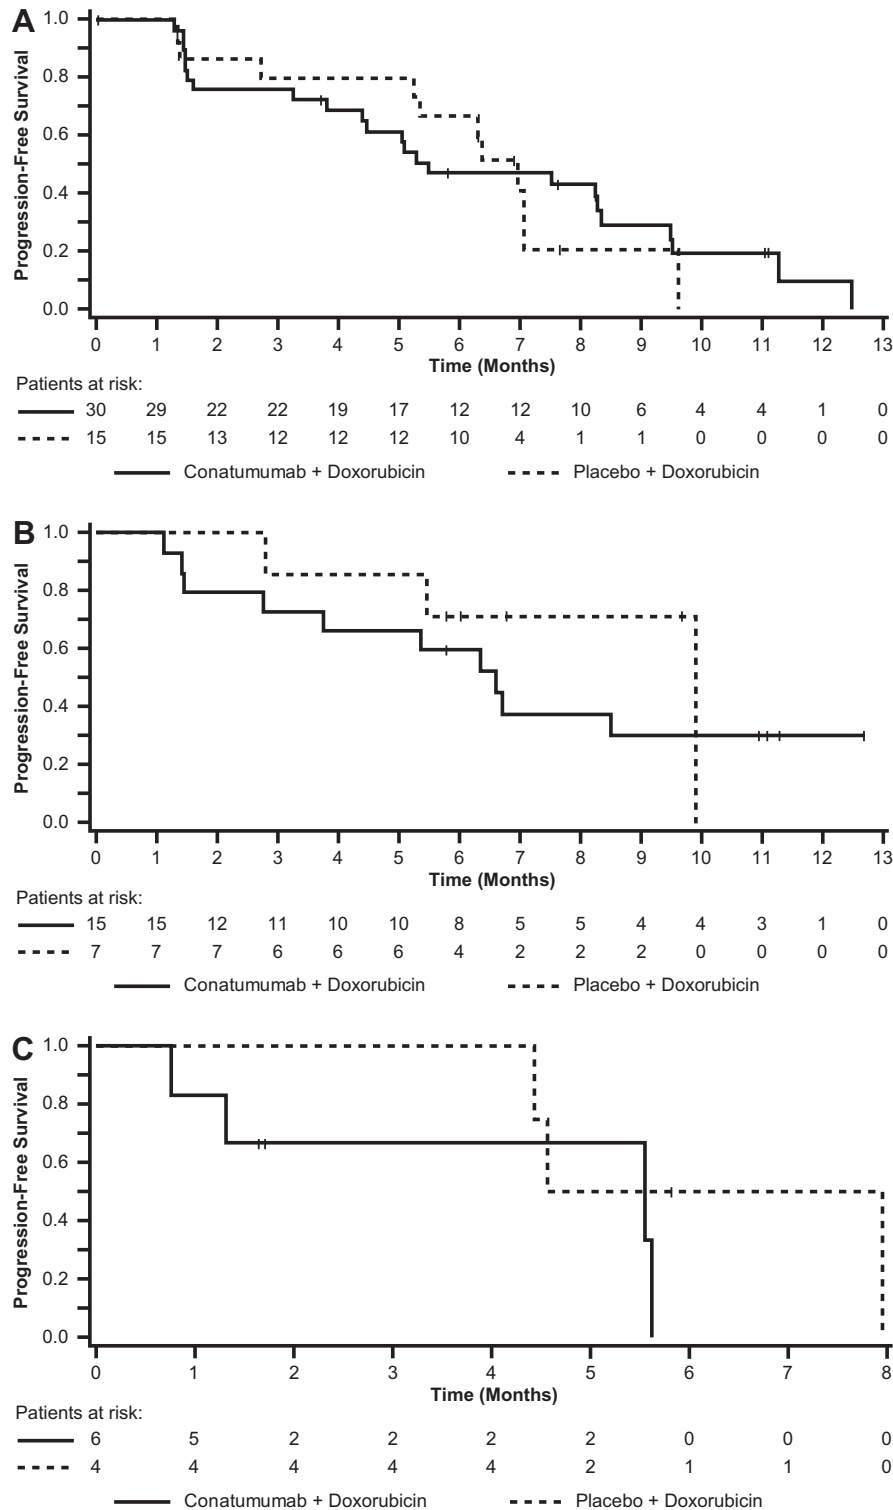 A
Progression-Free Survival
1.0
0.8
0.6
0.4
0.2
0.0
0 1 2 3 4 5 6 7 8 9 10 11 12 13
Time (Months)
Patients at risk:
30 29 22 22 19 17 12 12 10 6 4 4 1 0
15 15 13 12 12 12 10 4 1 1 0 0 0 0
Conatumumab + Doxorubicin Placebo + Doxorubicin
B
Progression-Free Survival
1.0
0.8
0.6
0.4
0.2
0.0
0 1 2 3 4 5 6 7 8 9 10 11 12 13
Time (Months)
Patients at risk:
15 15 12 11 10 10 8 5 5 4 4 3 1 0
7 7 7 6 6 6 4 2 2 2 0 0 0 0
Conatumumab + Doxorubicin Placebo + Doxorubicin
C
Progression-Free Survival
1.0
0.8
0.6
0.4
0.2
0.0
0 1 2 3 4 5 6 7 8
Time (Months)
Patients at risk:
6 5 2 2 2 2 0 0 0
4 4 4 4 4 2 1 1 0
Conatumumab + Doxorubicin Placebo + Doxorubicin